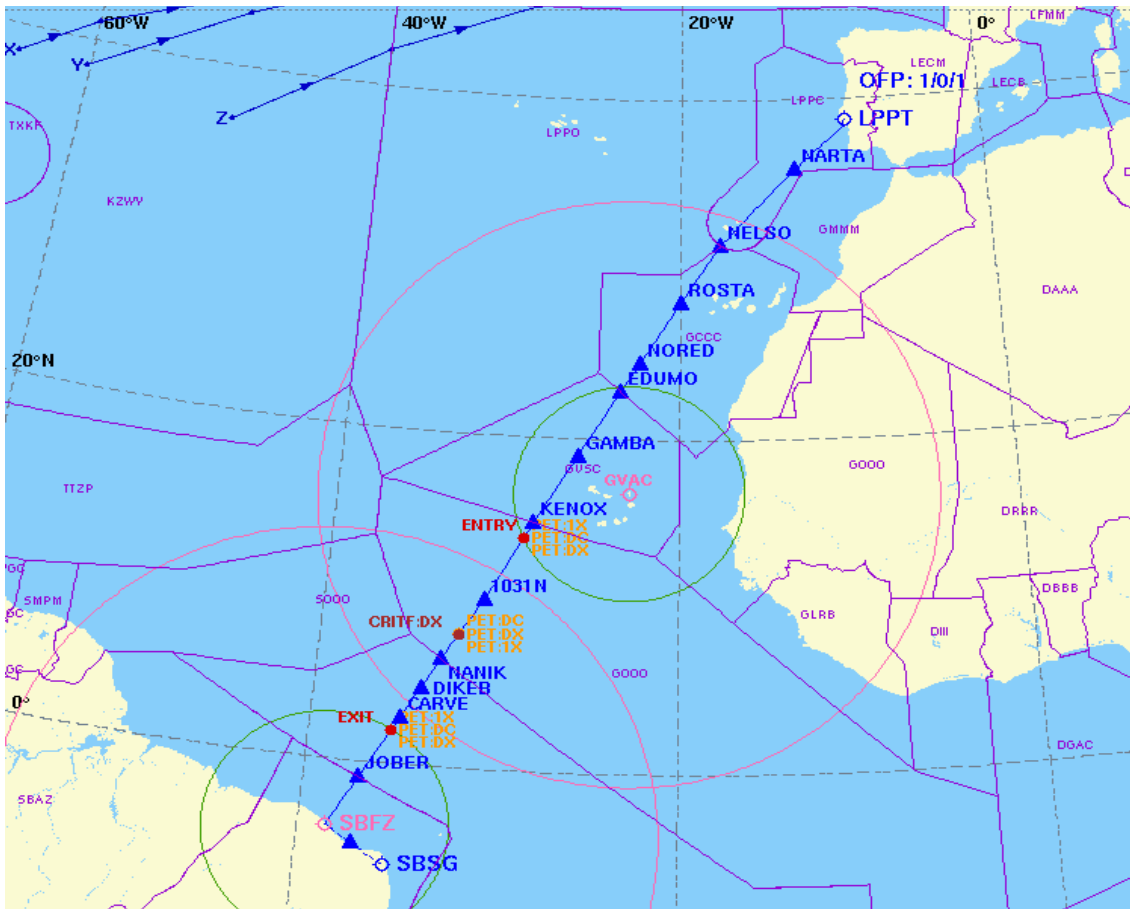 60°W
40°W
20°W
0°
LFMM
X
Y
Z
LECM
OFP: 1/0/1
LECB
LPPC
LPPT
TXKF
LPPO
NARTA
KZWY
NELSO
GMMM
ROSTA
DAAA
GCCC
20°N
NORED
EDUMO
GAMBA
GVSC
GOOO
GVAC
TTZP
KENOX
ENTRY
PET:1X
PET:DC
PET:DX
DRRR
SMPM
SOOO
1031N
DBBB
GLRB
DIII
CRITF:DX
PET:DC
PET:DX
PET:1X
NANIK
GOOO
DIKEB
0°
CARVE
EXIT
PET:1X
PET:DC
PET:DX
DGAC
JOBER
SBAZ
SBFZ
SBSG